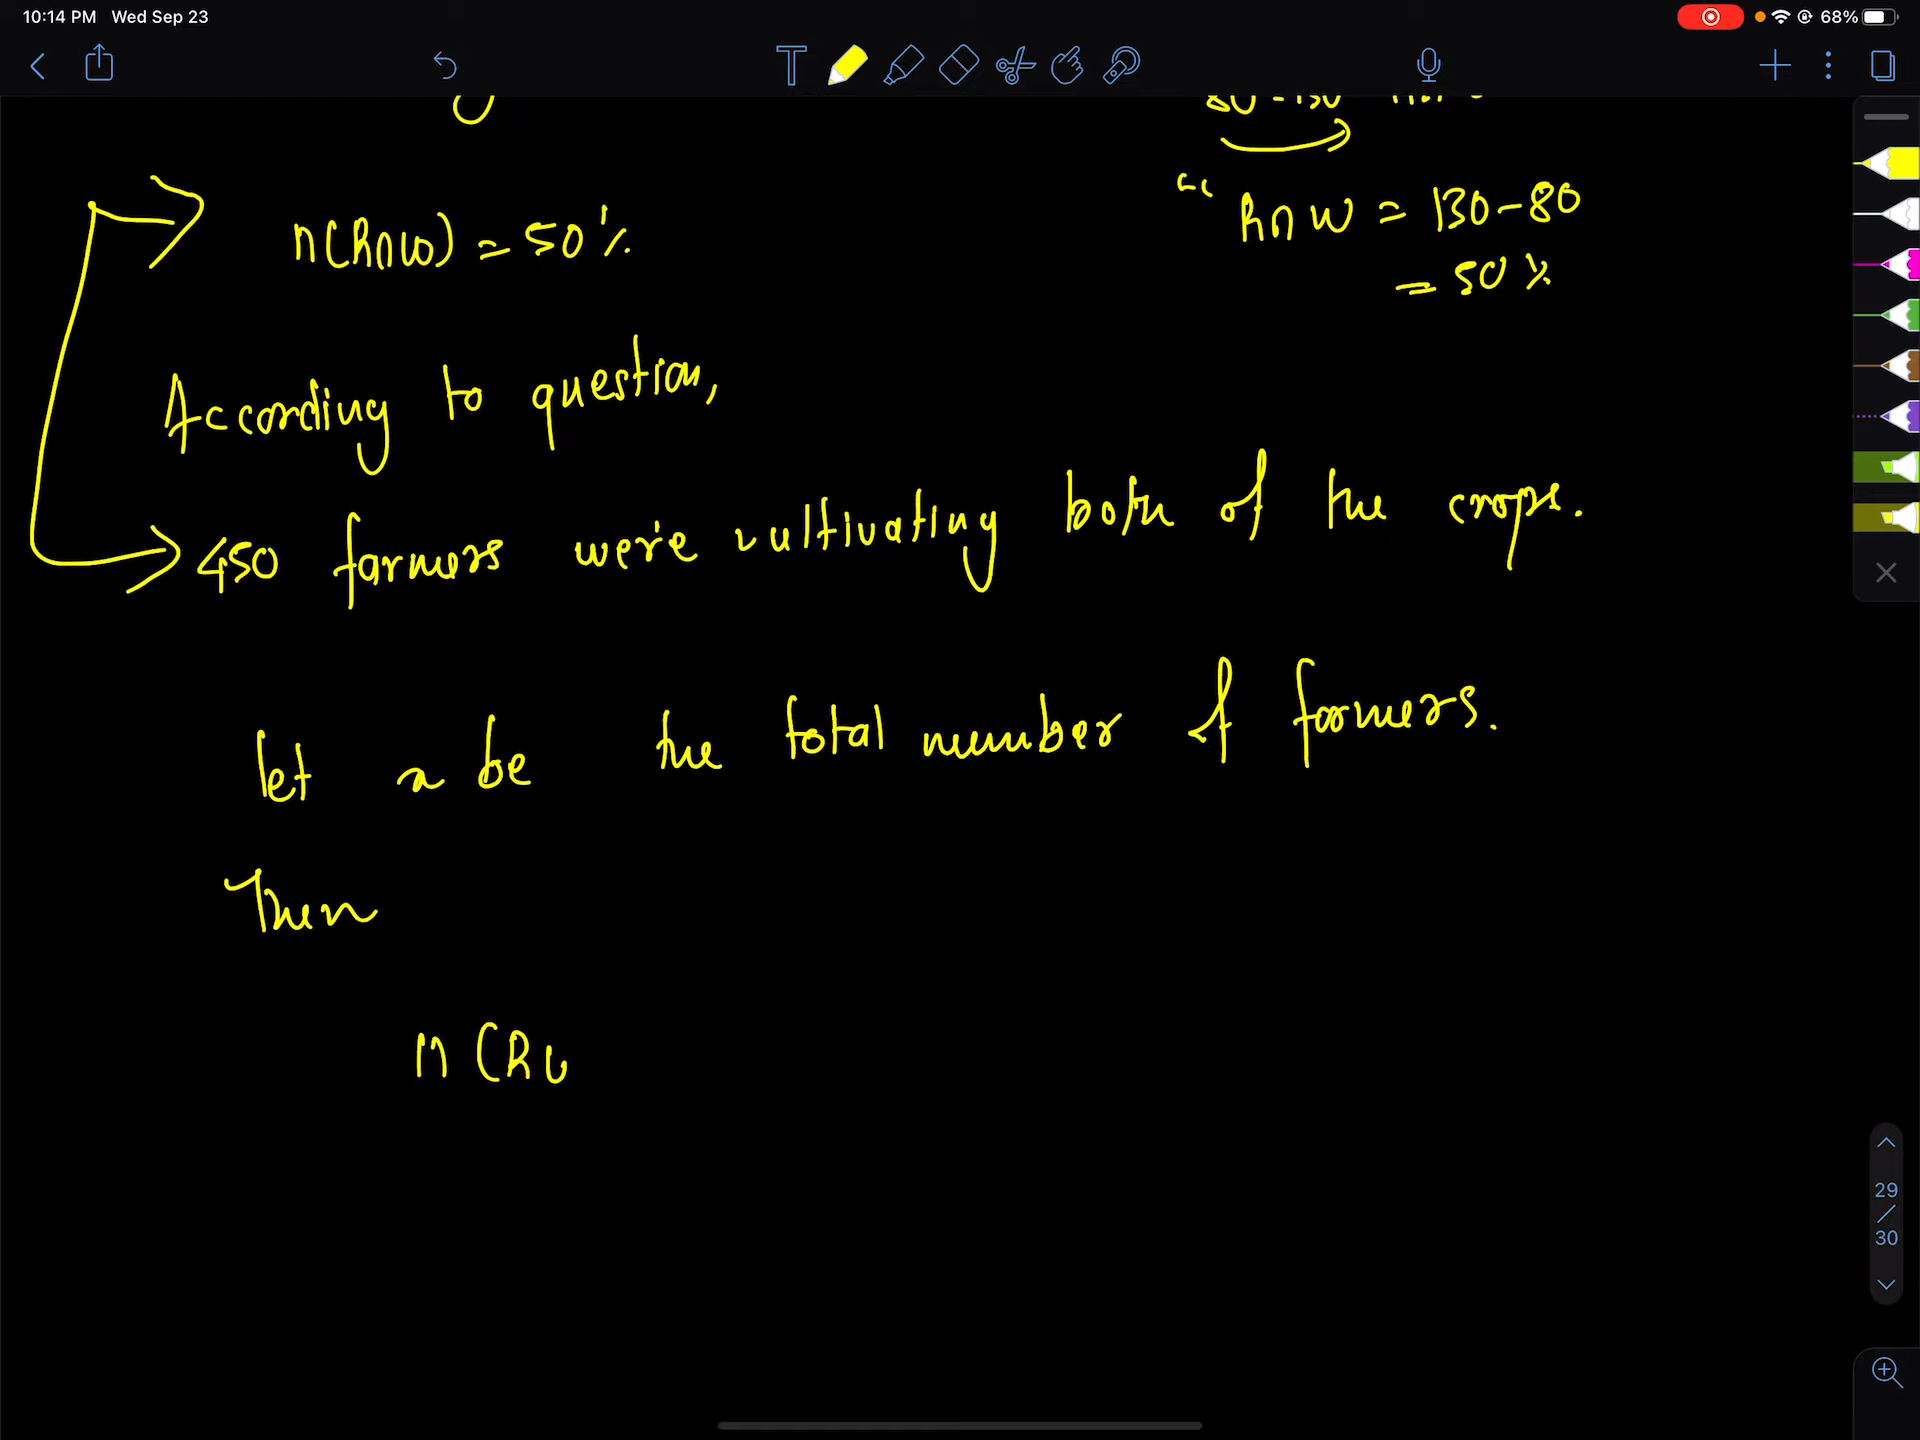 10:14 PM Wed Sep 23
68%
n(R∩W) = 50%
R∩W = 130-80
= 50%
According to question,
450 farmers were cultivating both of the crops.
let x be the total number of farmers.
Then
n(R∪
29
/
30